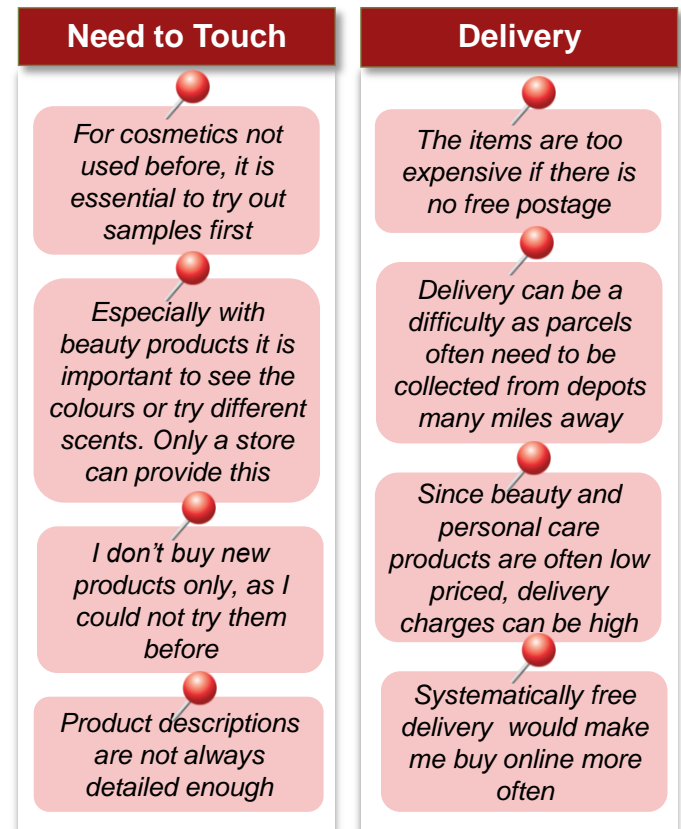 Need to Touch
For cosmetics not
used before, it is
essential to try out
samples first
Especially with
beauty products it is
important to see the
colours or try different
scents. Only a store
can provide this
I don’t buy new
products only, as I
could not try them
before
Product descriptions
are not always
detailed enough
Delivery
The items are too
expensive if there is
no free postage
Delivery can be a
difficulty as parcels
often need to be
collected from depots
many miles away
Since beauty and
personal care
products are often low
priced, delivery
charges can be high
Systematically free
delivery  would make
me buy online more
often